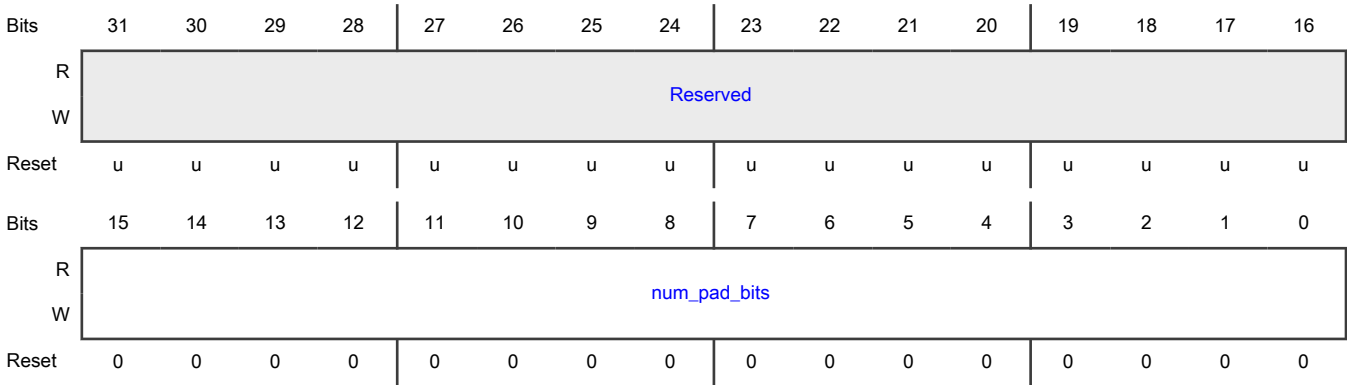 Bits 31 30 29 28 27 26 25 24 23 22 21 20 19 18 17 16
R
Reserved
W
Reset u u u u u u u u u u u u u u u u
Bits 15 14 13 12 11 10 9 8 7 6 5 4 3 2 1 0
R
num_pad_bits
W
Reset 0 0 0 0 0 0 0 0 0 0 0 0 0 0 0 0